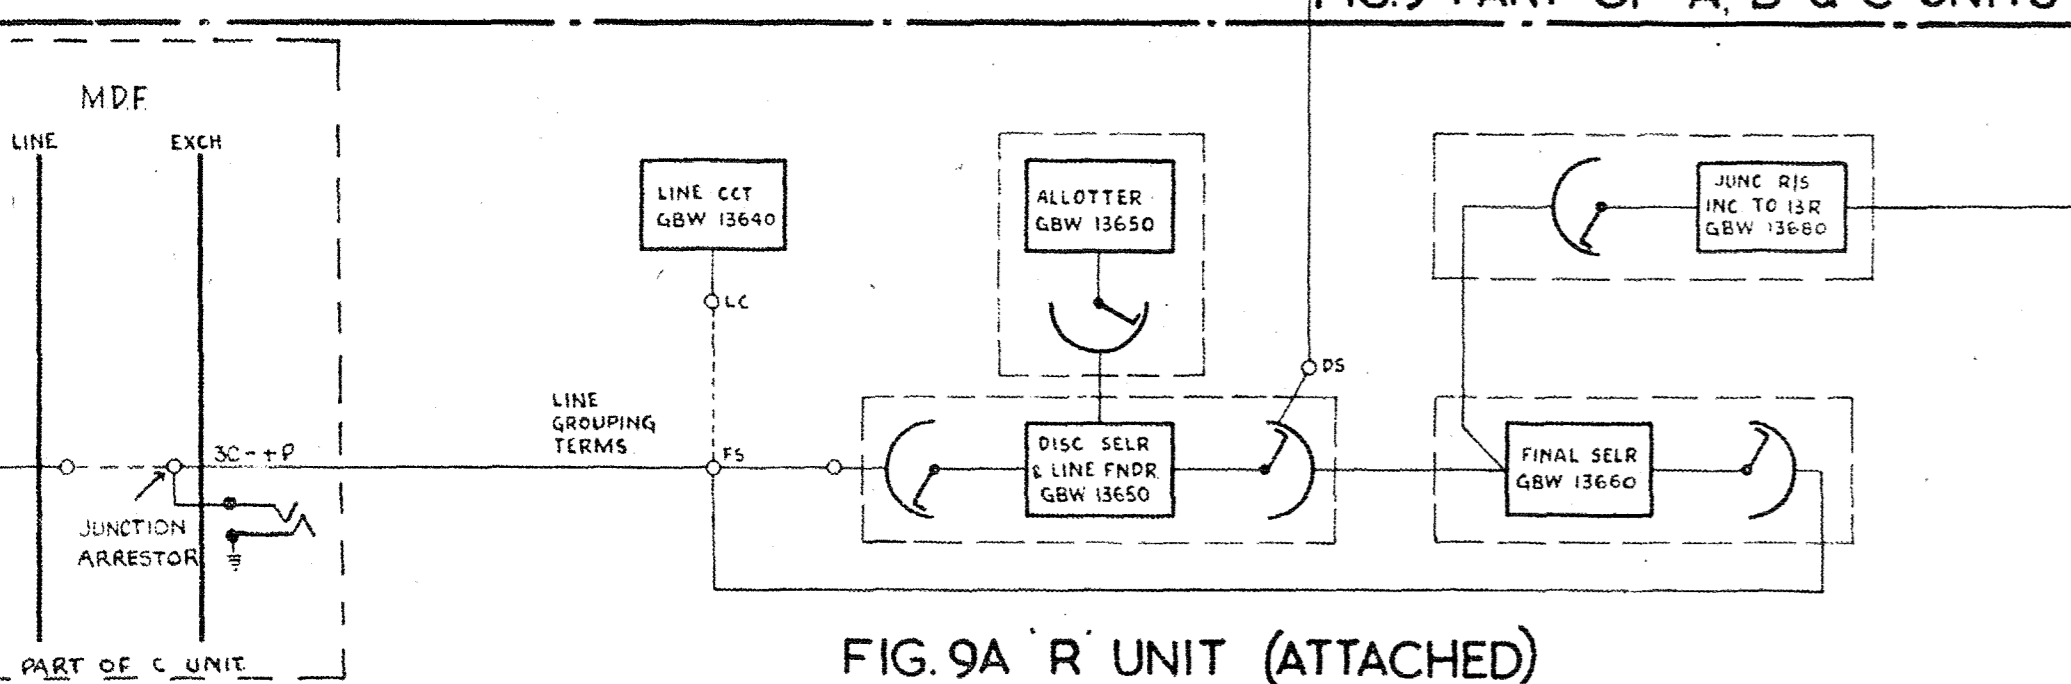 M.D.F.
LINE
EXCH
LINE CCT
GBW 13640
LC
ALLOTTER
GBW 13650
JUNC R/S
INC. TO 13R
GBW 13680
DS
LINE
GROUPING
TERMS
3C-+P
FS
DISC SELR
& LINE FNDR.
GBW 13650
FINAL SELR
GBW 13660
JUNCTION
ARRESTOR
PART OF C UNIT.
FIG. 9A 'R' UNIT (ATTACHED)